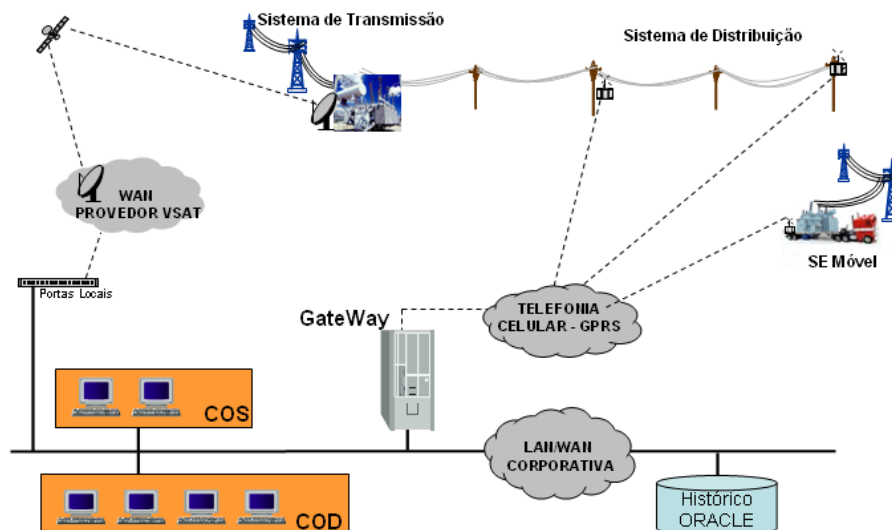 Sistema de Transmissão
Sistema de Distribuição
WAN
PROVEDOR VSAT
SE Móvel
Portas Locais
TELEFONIA
CELULAR - GPRS
GateWay
COS
LAN/WAN
CORPORATIVA
COD
Histórico
ORACLE